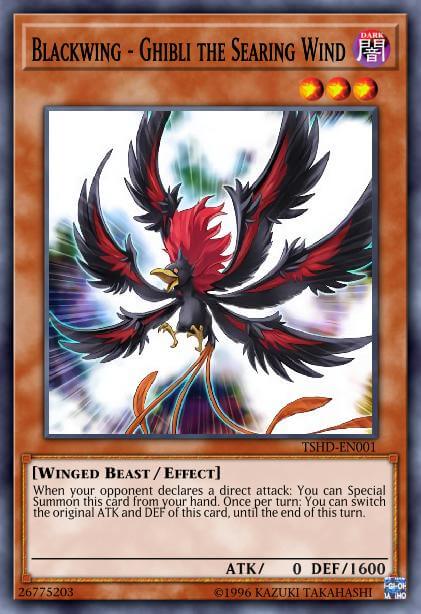 Blackwing - Ghibli the Searing Wind
DARK
闇
TSHD-EN001
[Winged Beast / Effect]
When your opponent declares a direct attack: You can Special
Summon this card from your hand. Once per turn: You can switch
the original ATK and DEF of this card, until the end of this turn.
ATK/ 0 DEF/1600
26775203
©1996 KAZUKI TAKAHASHI